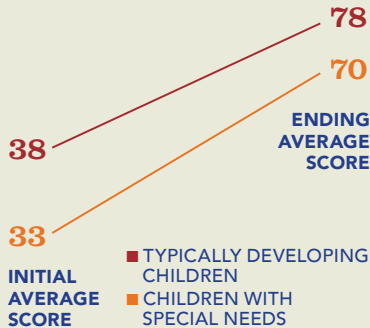 78
70
ENDING
AVERAGE
SCORE
38
33
INITIAL
AVERAGE
SCORE
TYPICALLY DEVELOPING
CHILDREN
CHILDREN WITH
SPECIAL NEEDS